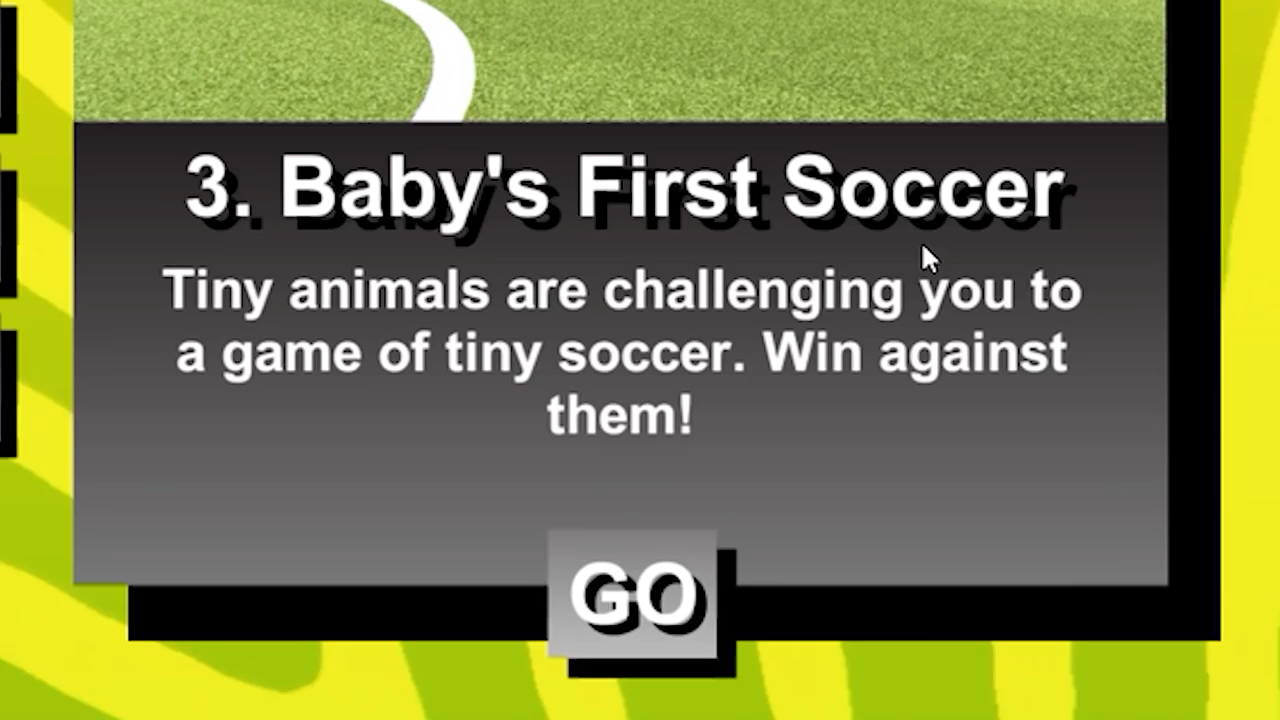 3. Baby's First Soccer
Tiny animals are challenging you to
a game of tiny soccer. Win against
them!
GO